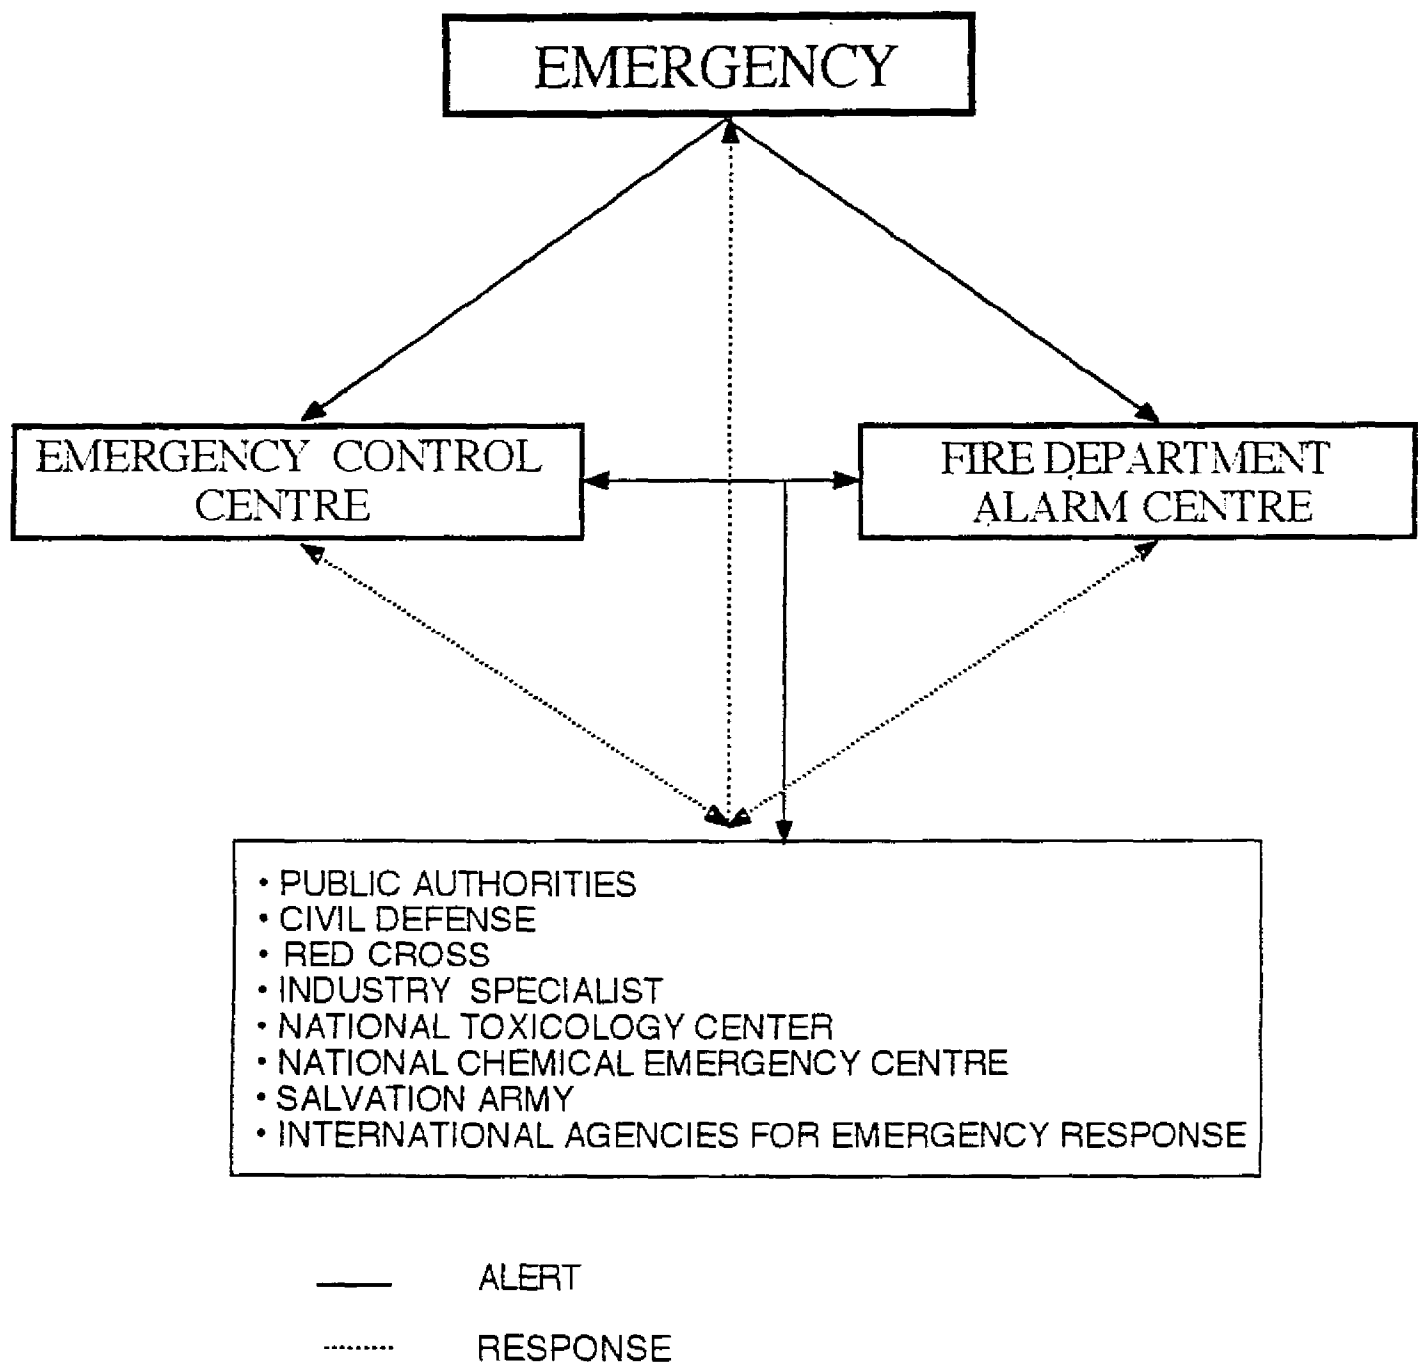 EMERGENCY
EMERGENCY CONTROL
CENTRE
FIRE DEPARTMENT
ALARM CENTRE
• PUBLIC AUTHORITIES
• CIVIL DEFENSE
• RED CROSS
• INDUSTRY SPECIALIST
• NATIONAL TOXICOLOGY CENTER
• NATIONAL CHEMICAL EMERGENCY CENTRE
• SALVATION ARMY
• INTERNATIONAL AGENCIES FOR EMERGENCY RESPONSE
ALERT
RESPONSE